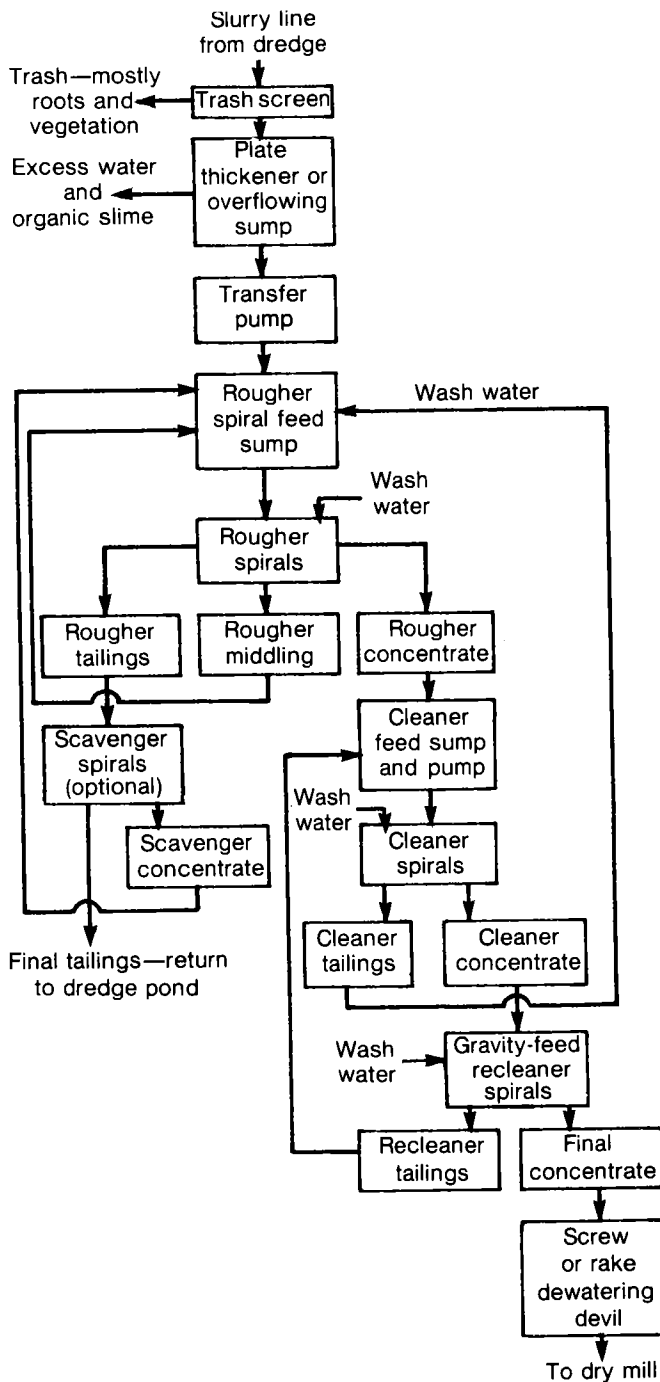 Slurry line
from dredge
Trash—mostly
roots and
vegetation
Trash screen
Excess water
and
organic slime
Plate
thickener or
overflowing
sump
Transfer
pump
Rougher
spiral feed
sump
Wash water
Wash
water
Rougher
spirals
Rougher
tailings
Rougher
middling
Rougher
concentrate
Scavenger
spirals
(optional)
Cleaner
feed sump
and pump
Wash
water
Scavenger
concentrate
Cleaner
spirals
Final tailings—return
to dredge pond
Cleaner
tailings
Cleaner
concentrate
Wash
water
Gravity-feed
recleaner
spirals
Recleaner
tailings
Final
concentrate
Screw
or rake
dewatering
devil
To dry mill